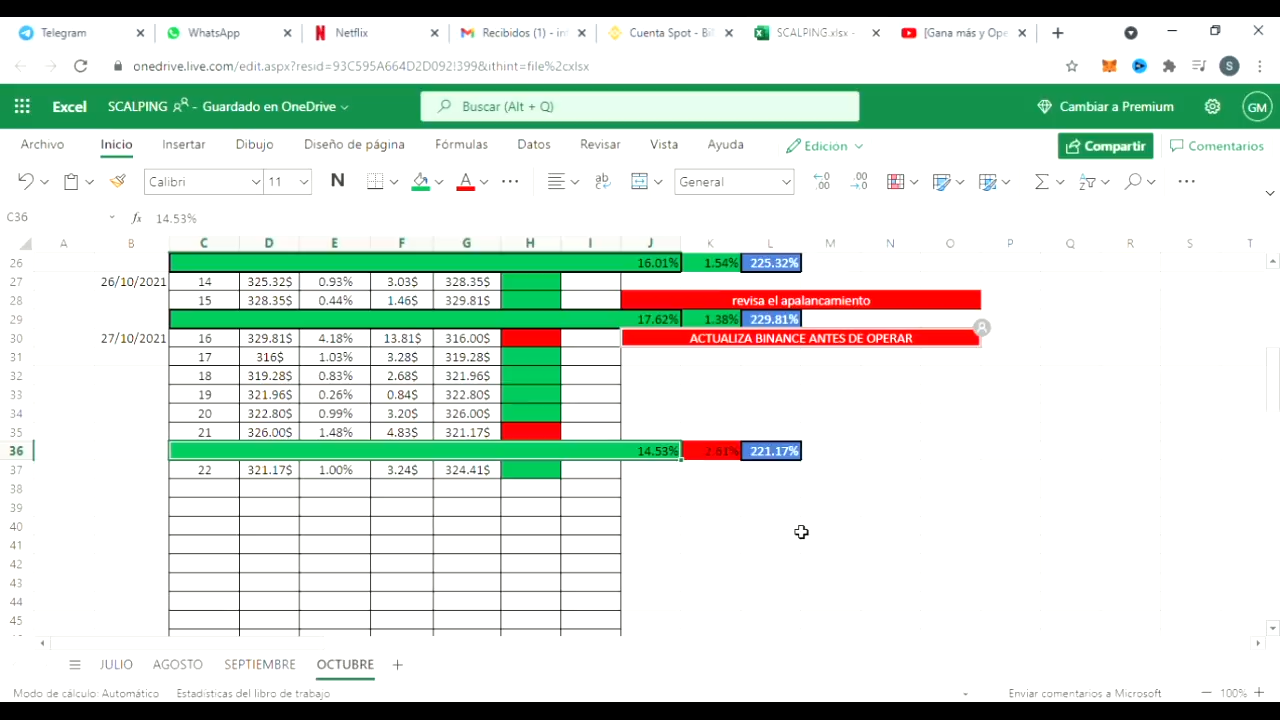 Telegram WhatsApp Netflix Recibidos (1) - in Cuenta Spot - Bi SCALPING.xlsx - [Gana más y Ope
onedrive.live.com/edit.aspx?resid=93C595A664D2D092!399&ithint=file%2cxlsx S
Excel SCALPING - Guardado en OneDrive Buscar (Alt + Q) Cambiar a Premium GM
Archivo Inicio Insertar Dibujo Diseño de página Fórmulas Datos Revisar Vista Ayuda Edicion Compartir Comentarios
Calibri 11 N A General
C36 fx 14.53%
A B C D E F G H I J K L M N O P Q R S T
26 16.01% 1.54% 225.32%
27 26/10/2021 14 325.32$ 0.93% 3.03$ 328.35$
28 15 328.35$ 0.44% 1.46$ 329.81$ revisa el apalancamiento
29 17.62% 1.38% 229.81%
30 27/10/2021 16 329.81$ 4.18% 13.81$ 316.00$ ACTUALIZA BINANCE ANTES DE OPERAR
31 17 316$ 1.03% 3.28$ 319.28$
32 18 319.28$ 0.83% 2.68$ 321.96$
33 19 321.96$ 0.26% 0.84$ 322.80$
34 20 322.80$ 0.99% 3.20$ 326.00$
35 21 326.00$ 1.48% 4.83$ 321.17$
36 14.53% 2.61% 221.17%
37 22 321.17$ 1.00% 3.24$ 324.41$
38
39
40
41
42
43
44
45
JULIO AGOSTO SEPTIEMBRE OCTUBRE
Modo de cálculo: Automático Estadísticas del libro de trabajo Enviar comentarios a Microsoft 100%